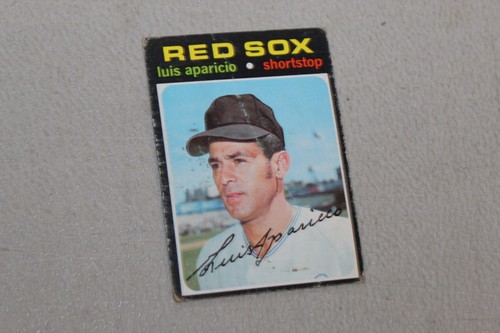 RED SOX
luis aparicio • shortstop
Luis Aparicio